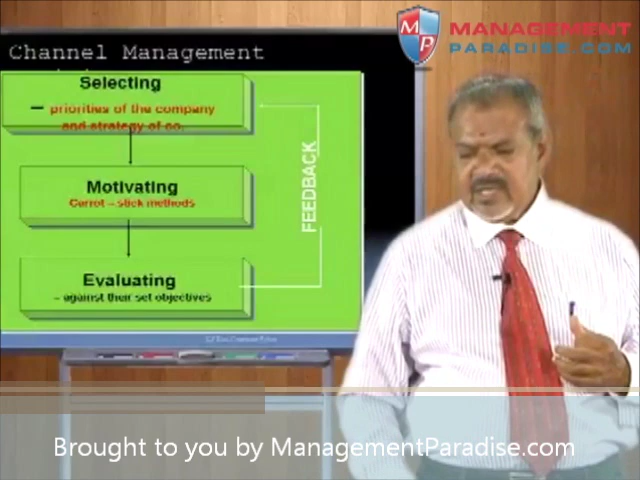 MP
MANAGEMENT
PARADISE.COM
Channel Management
Selecting
– priorities of the company
and strategy of co.
Motivating
Carrot – stick methods
Evaluating
– against their set objectives
FEEDBACK
Brought to you by ManagementParadise.com